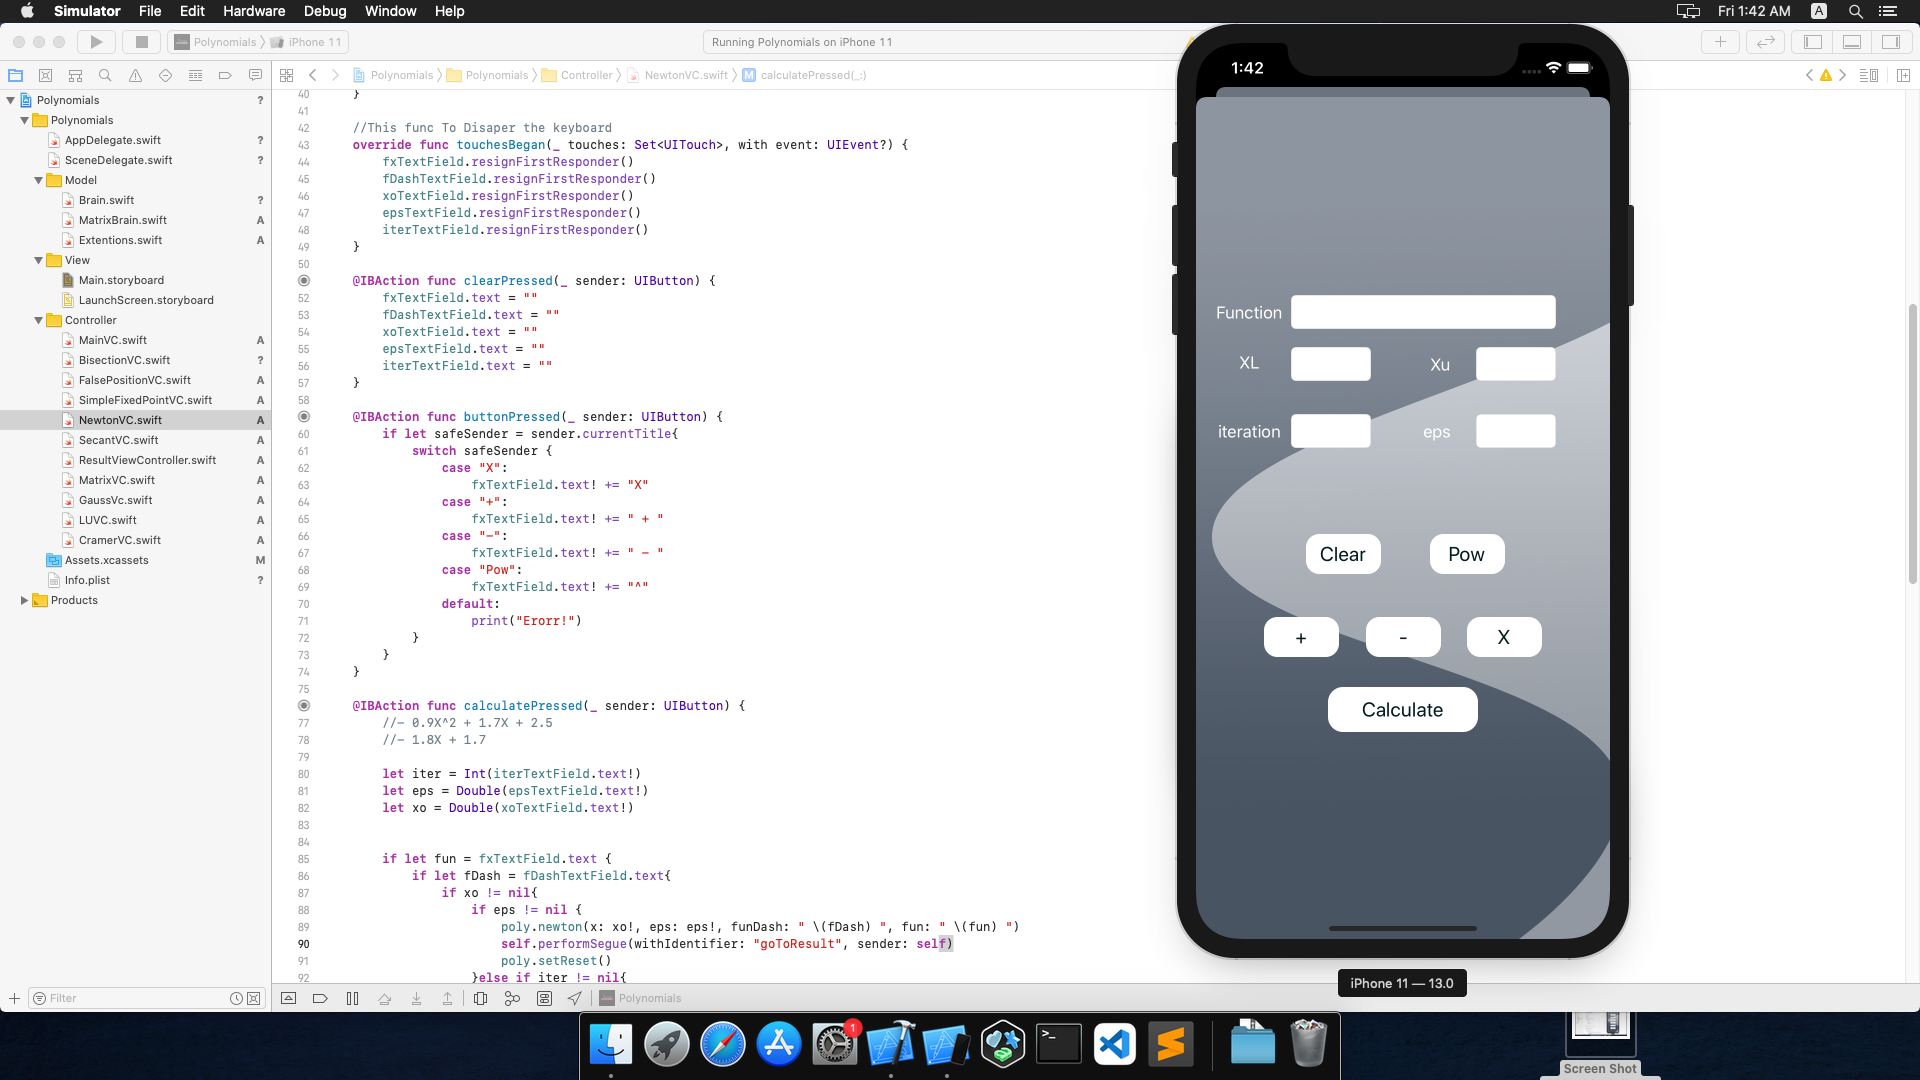 Simulator File Edit Hardware Debug Window Help
Fri 1:42 AM A
Polynomials iPhone 11
Running Polynomials on iPhone 11
Polynomials Polynomials Controller NewtonVC.swift M calculatePressed(_:)
Polynomials ?
Polynomials
AppDelegate.swift ?
SceneDelegate.swift ?
Model
Brain.swift ?
MatrixBrain.swift A
Extentions.swift A
View
Main.storyboard
LaunchScreen.storyboard
Controller
MainVC.swift A
BisectionVC.swift ?
FalsePositionVC.swift A
SimpleFixedPointVC.swift A
NewtonVC.swift A
SecantVC.swift A
ResultViewController.swift A
MatrixVC.swift A
GaussVc.swift A
LUVC.swift A
CramerVC.swift A
Assets.xcassets M
Info.plist ?
Products
Filter
40 }
41
42 //This func To Disaper the keyboard
43 override func touchesBegan(_ touches: Set<UITouch>, with event: UIEvent?) {
44 fxTextField.resignFirstResponder()
45 fDashTextField.resignFirstResponder()
46 xoTextField.resignFirstResponder()
47 epsTextField.resignFirstResponder()
48 iterTextField.resignFirstResponder()
49 }
50
@IBAction func clearPressed(_ sender: UIButton) {
52 fxTextField.text = ""
53 fDashTextField.text = ""
54 xoTextField.text = ""
55 epsTextField.text = ""
56 iterTextField.text = ""
57 }
58
@IBAction func buttonPressed(_ sender: UIButton) {
60 if let safeSender = sender.currentTitle{
61 switch safeSender {
62 case "X":
63 fxTextField.text! += "X"
64 case "+":
65 fxTextField.text! += " + "
66 case "-":
67 fxTextField.text! += " - "
68 case "Pow":
69 fxTextField.text! += "^"
70 default:
71 print("Erorr!")
72 }
73 }
74 }
75
@IBAction func calculatePressed(_ sender: UIButton) {
77 //- 0.9X^2 + 1.7X + 2.5
78 //- 1.8X + 1.7
79
80 let iter = Int(iterTextField.text!)
81 let eps = Double(epsTextField.text!)
82 let xo = Double(xoTextField.text!)
83
84
85 if let fun = fxTextField.text {
86 if let fDash = fDashTextField.text{
87 if xo != nil{
88 if eps != nil {
89 poly.newton(x: xo!, eps: eps!, funDash: " \(fDash) ", fun: " \(fun) ")
90 self.performSegue(withIdentifier: "goToResult", sender: self)
91 poly.setReset()
92 }else if iter != nil{
Polynomials
1:42
Function
XL Xu
iteration eps
Clear Pow
+ - X
Calculate
iPhone 11 — 13.0
1
>_
Screen Shot